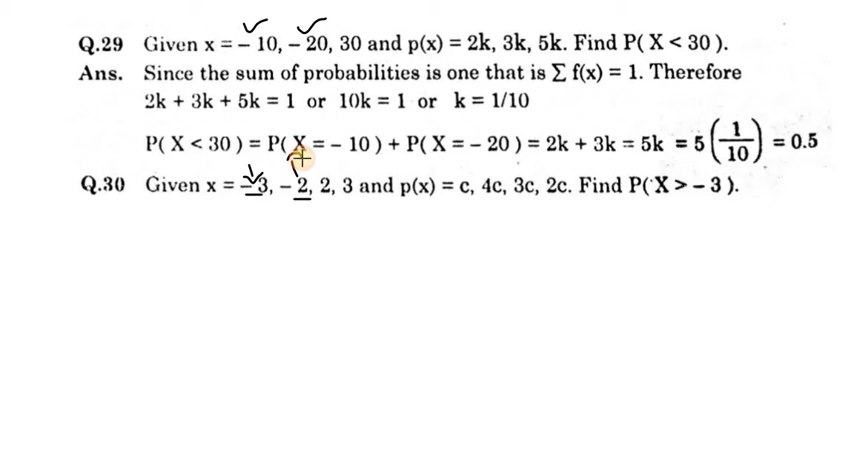 Q.29 Given x = – 10, – 20, 30 and p(x) = 2k, 3k, 5k. Find P( X < 30 ).
Ans. Since the sum of probabilities is one that is ∑ f(x) = 1. Therefore
2k + 3k + 5k = 1 or 10k = 1 or k = 1/10
P( X < 30 ) = P( X = – 10 ) + P( X = – 20 ) = 2k + 3k = 5k = 5 (1/10) = 0.5
Q.30 Given x = –3, – 2, 2, 3 and p(x) = c, 4c, 3c, 2c. Find P( X > – 3 ).